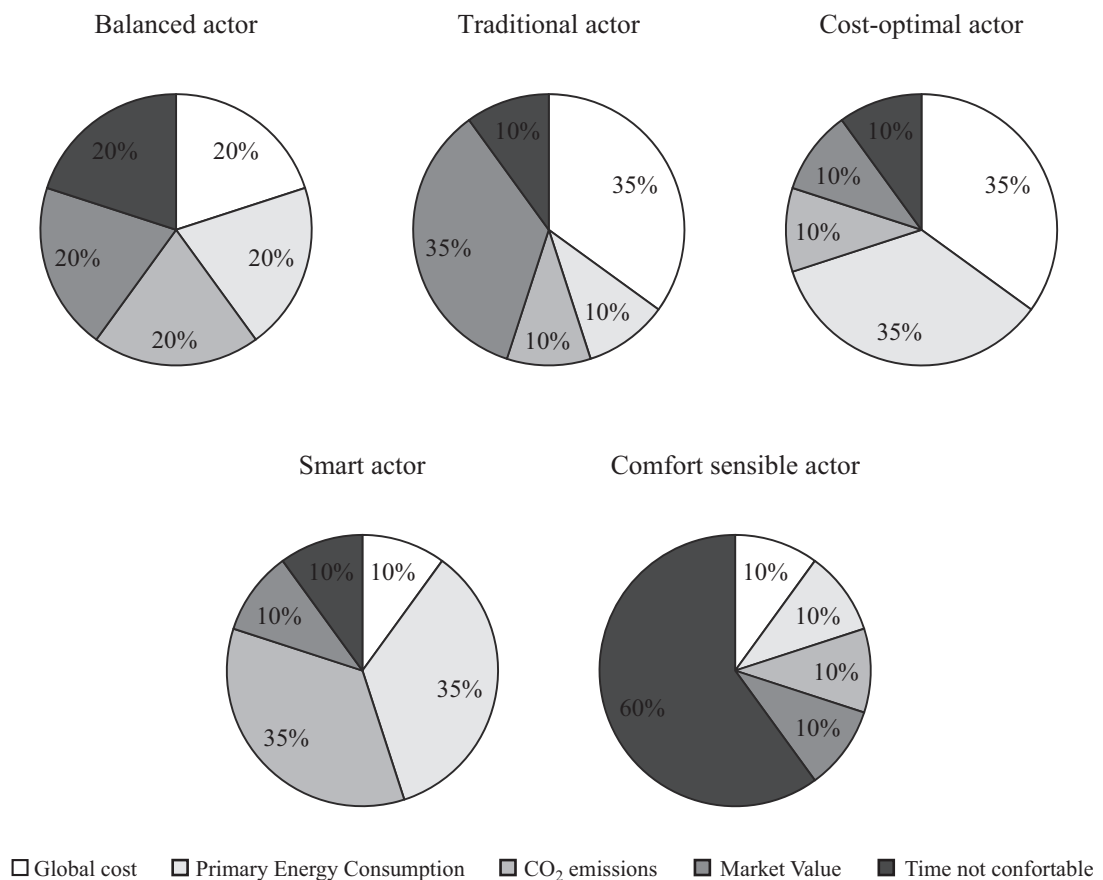 Balanced actor
Traditional actor
Cost-optimal actor
20%
20%
20%
20%
20%
10%
35%
35%
10%
10%
10%
35%
10%
10%
35%
Smart actor
Comfort sensible actor
10%
10%
10%
35%
35%
10%
10%
10%
60%
10%
Global cost
Primary Energy Consumption
CO₂ emissions
Market Value
Time not confortable